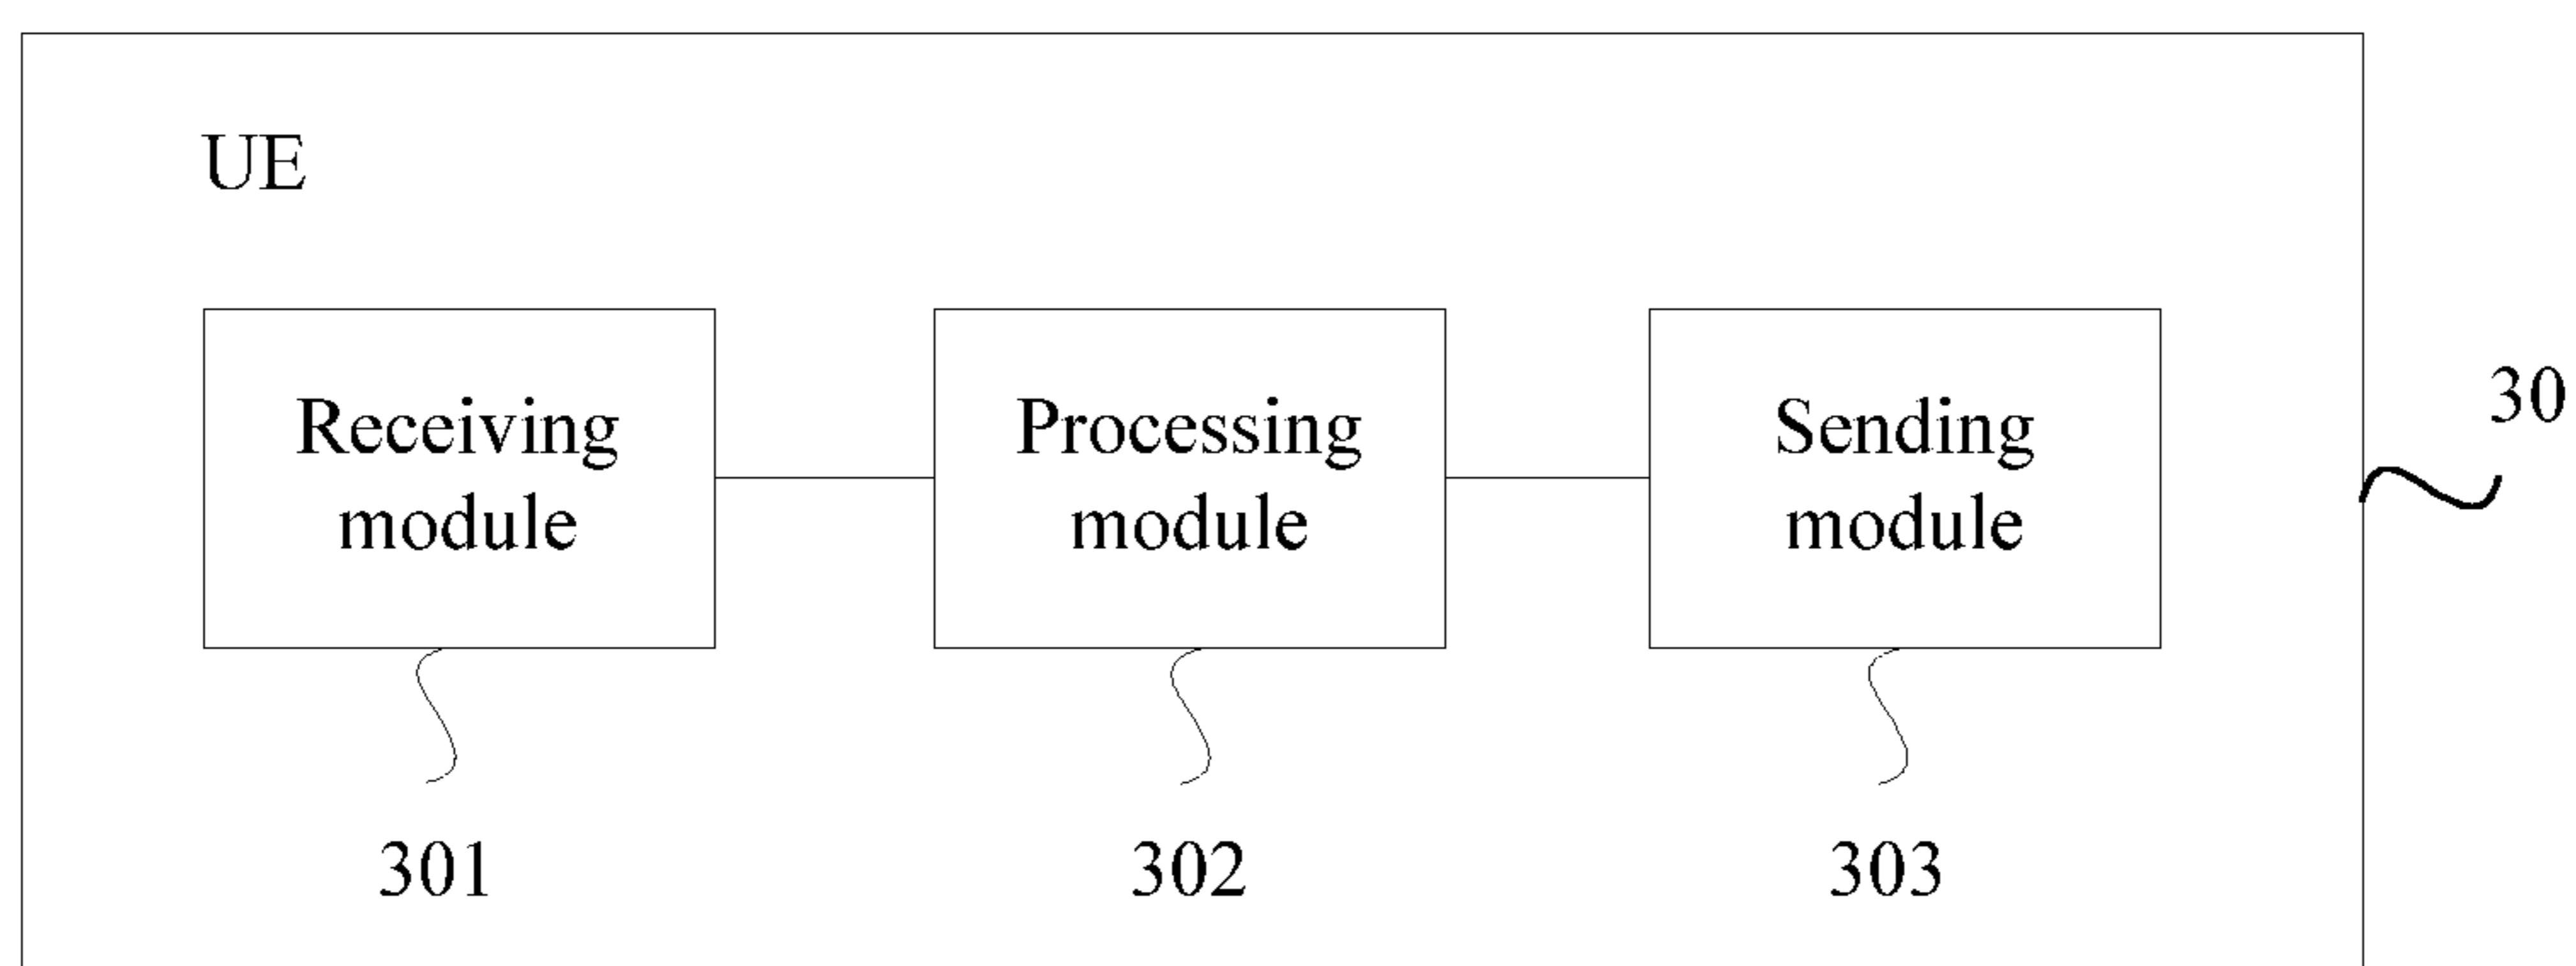 UE
Receiving
module
Processing
module
Sending
module
30
301
302
303